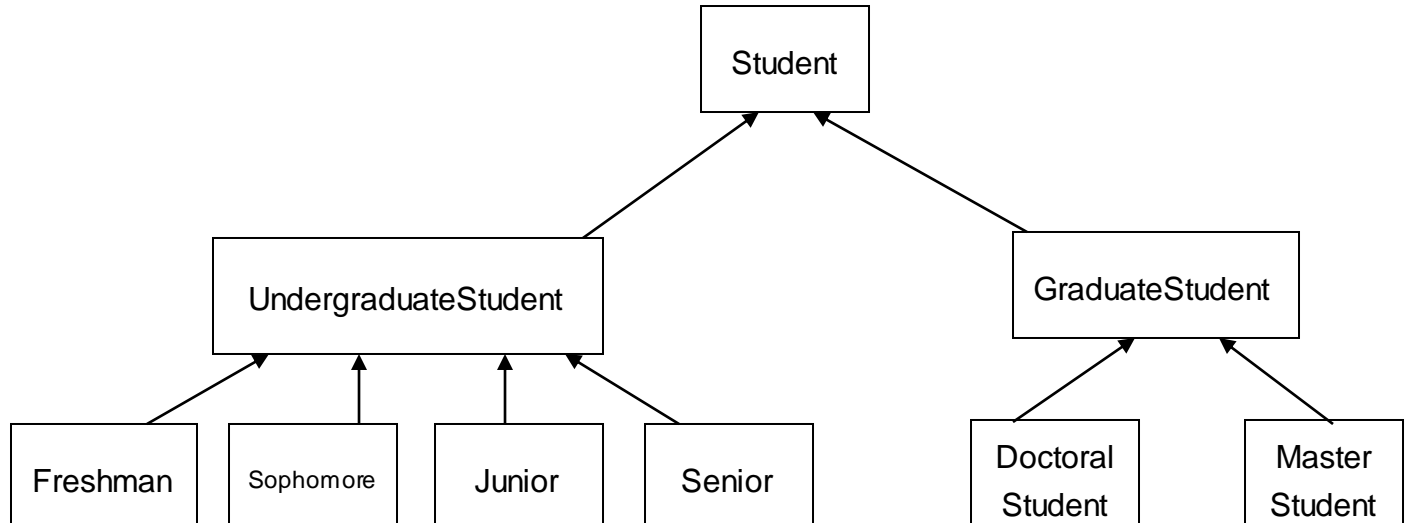 Student
UndergraduateStudent
GraduateStudent
Freshman
Sophomore
Junior
Senior
Doctoral
Student
Master
Student